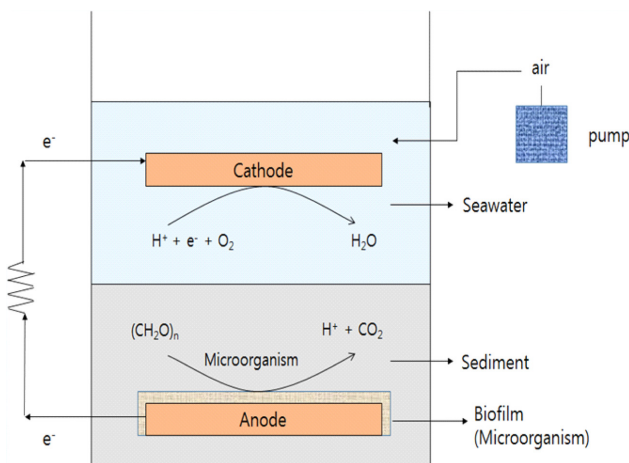 air
e⁻
pump
Cathode
Seawater
H⁺ + e⁻ + O₂
H₂O
(CH₂O)ₙ
H⁺ + CO₂
Microorganism
Sediment
Anode
Biofilm
(Microorganism)
e⁻